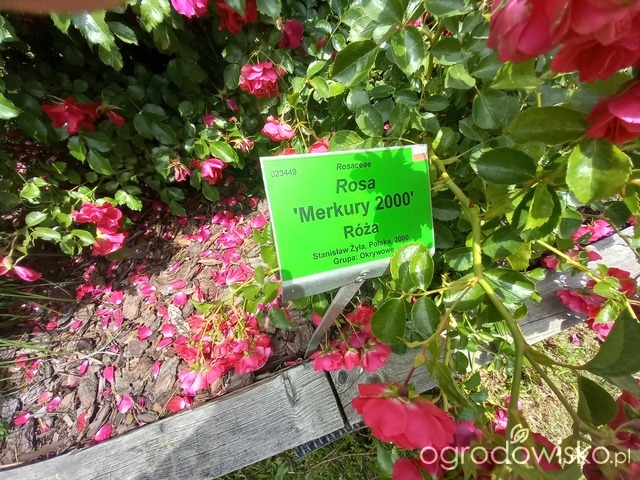 023449
Rosaceae
Rosa
'Merkury 2000'
Róża
Stanisław Żyła, Polska, 2000
Grupa: Okrywowe
ogrodowisko.pl